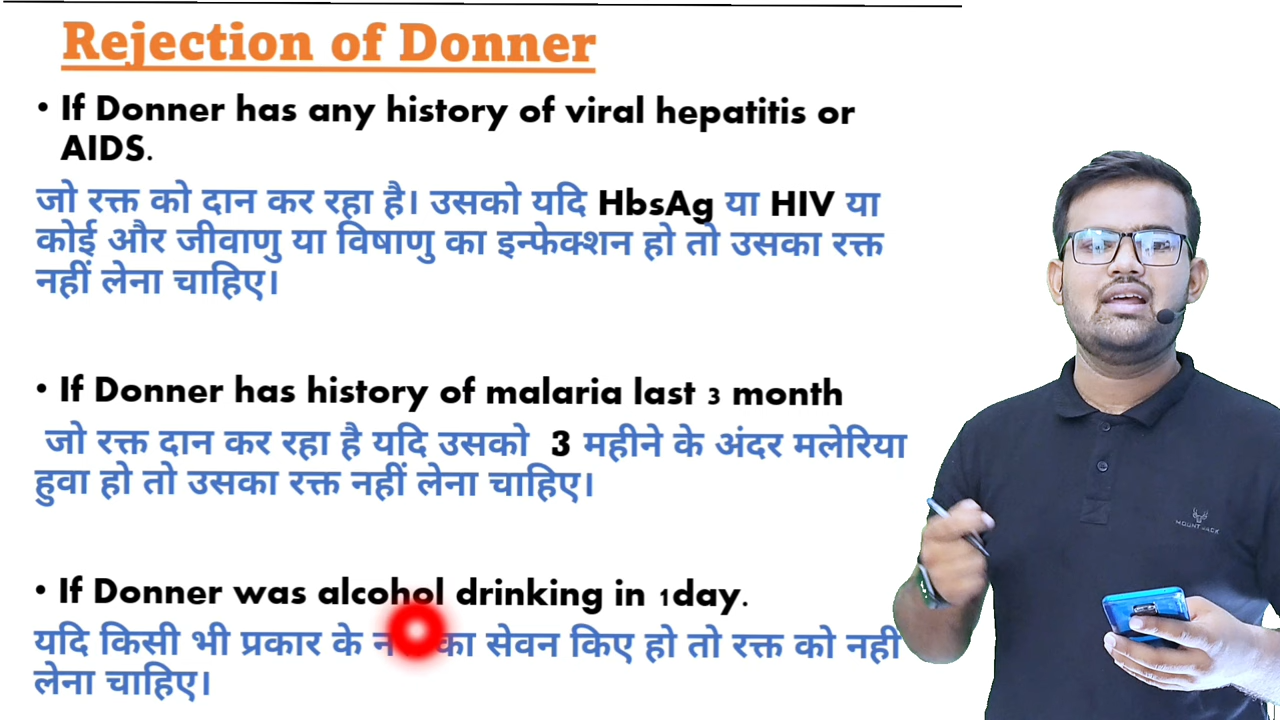 Rejection of Donner
• If Donner has any history of viral hepatitis or
AIDS.
जो रक्त को दान कर रहा है। उसको यदि HbsAg या HIV या
कोई और जीवाणु या विषाणु का इन्फेक्शन हो तो उसका रक्त
नहीं लेना चाहिए।
• If Donner has history of malaria last 3 month
जो रक्त दान कर रहा है यदि उसको 3 महीने के अंदर मलेरिया
हुवा हो तो उसका रक्त नहीं लेना चाहिए।
• If Donner was alcohol drinking in 1day.
यदि किसी भी प्रकार के का सेवन किए हो तो रक्त को नहीं
लेना चाहिए।